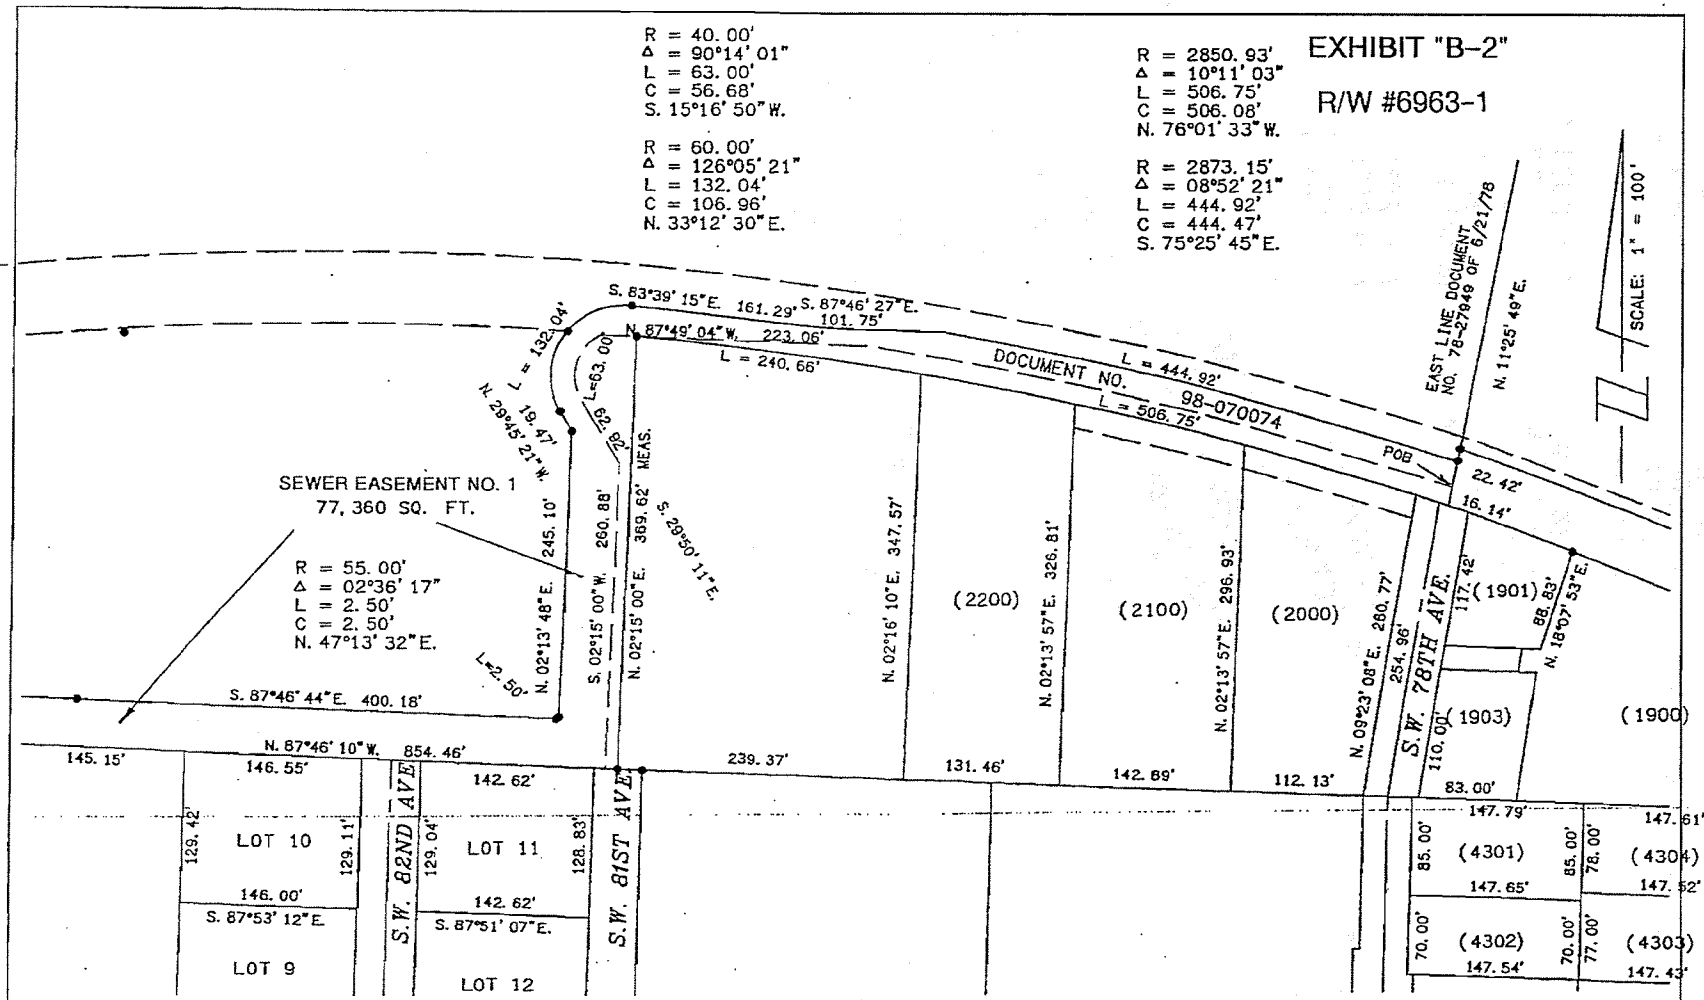 R = 40.00'
Δ = 90°14'01"
L = 63.00'
C = 56.68'
S. 15°16'50"W.
R = 60.00'
Δ = 126°05'21"
L = 132.04'
C = 106.96'
N. 33°12'30"E.
R = 2850.93'
Δ = 10°11'03"
L = 506.75'
C = 506.08'
N. 76°01'33"W.
R = 2873.15'
Δ = 08°52'21"
L = 444.92'
C = 444.47'
S. 75°25'45"E.
EXHIBIT "B-2"
R/W #6963-1
SCALE: 1" = 100'
EAST LINE DOCUMENT
NO. 78-27949 OF 6/21/78
N. 11°25'49"E.
S. 83°39'15"E. 161.29'
S. 87°46'27"E.
101.75'
N. 87°49'04"W. 223.06'
L = 240.66'
L = 132.04'
L=63.00'
19.47'
N. 29°45'21"W.
62.82'
DOCUMENT NO.
98-070074
L = 444.92'
L = 506.75'
POB
22.42'
16.14'
SEWER EASEMENT NO. 1
77,360 SQ. FT.
R = 55.00'
Δ = 02°36'17"
L = 2.50'
C = 2.50'
N. 47°13'32"E.
L=2.50'
N. 02°13'48"E. 245.10'
S. 02°15'00"W. 260.88'
N. 02°15'00"E. 369.62' MEAS.
S. 29°50'11"E.
N. 02°16'10"E. 347.57'
(2200)
N. 02°13'57"E. 326.81'
(2100)
N. 02°13'57"E. 296.93'
(2000)
N. 09°23'08"E. 260.77'
254.96'
S.W. 78TH AVE.
117.42'
110.00'
(1901)
88.83'
N. 18°07'53"E.
(1903)
(1900)
S. 87°46'44"E. 400.18'
N. 87°46'10"W. 854.46'
145.15'
146.55'
142.62'
239.37'
131.46'
142.89'
112.13'
83.00'
147.79'
147.61'
129.42'
LOT 10
129.11'
S.W. 82ND AVE
129.04'
LOT 11
128.83'
S.W. 81ST AVE
146.00'
S. 87°53'12"E.
LOT 9
142.62'
S. 87°51'07"E.
LOT 12
85.00'
(4301)
85.00'
78.00'
(4304)
147.65'
147.52'
70.00'
(4302)
70.00'
77.00'
(4303)
147.54'
147.43'